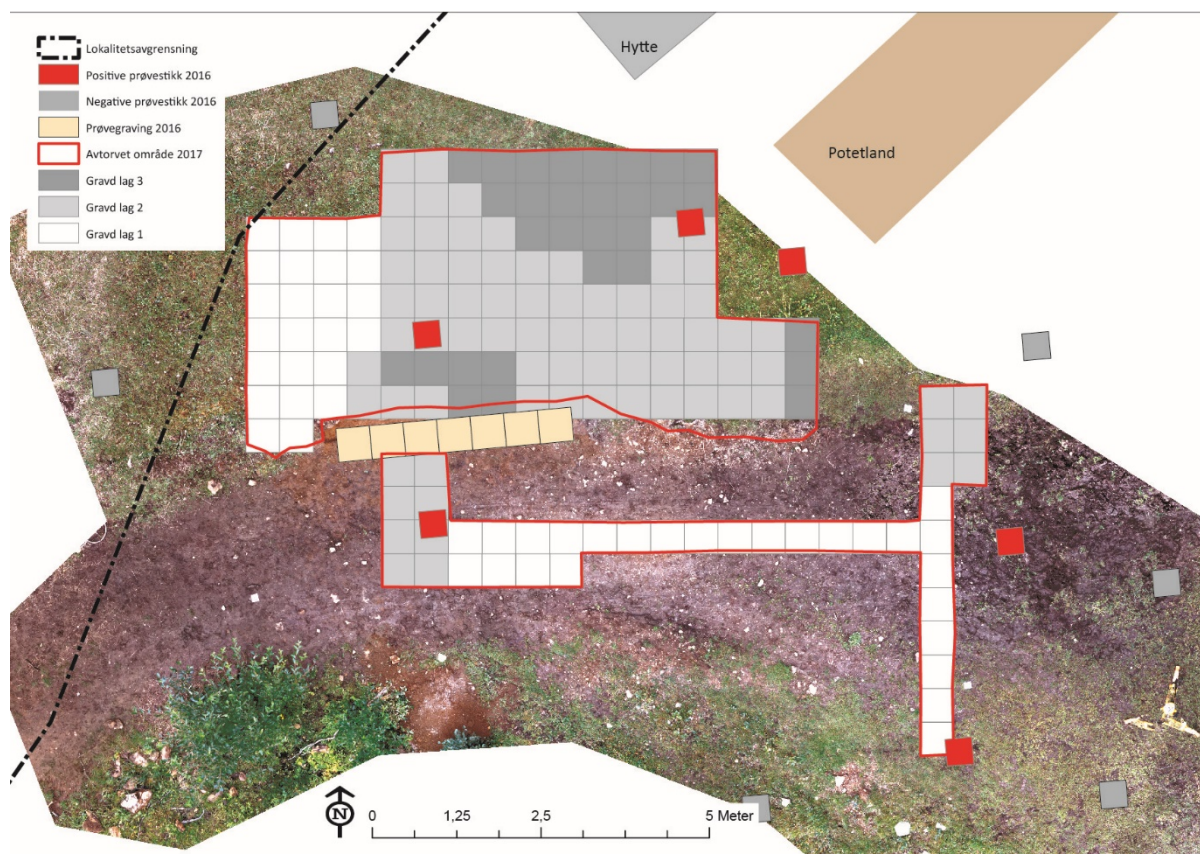 Lokalitetsavgrensning
Positive prøvestikk 2016
Negative prøvestikk 2016
Prøvegraving 2016
Avtorvet område 2017
Gravd lag 3
Gravd lag 2
Gravd lag 1
Hytte
Potetland
N
0 1,25 2,5 5 Meter